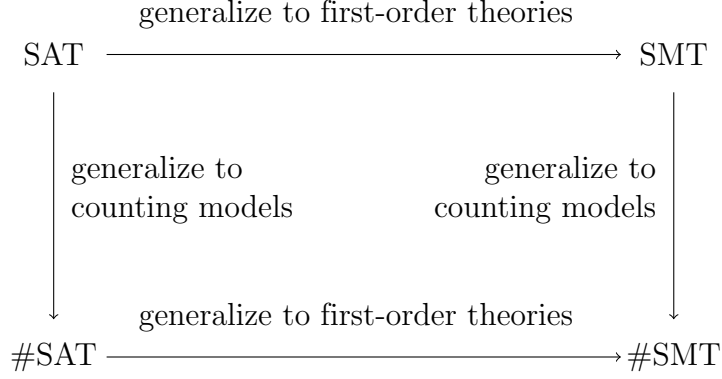 generalize to first-order theories
SAT
SMT
generalize to
counting models
generalize to
counting models
generalize to first-order theories
#SAT
#SMT